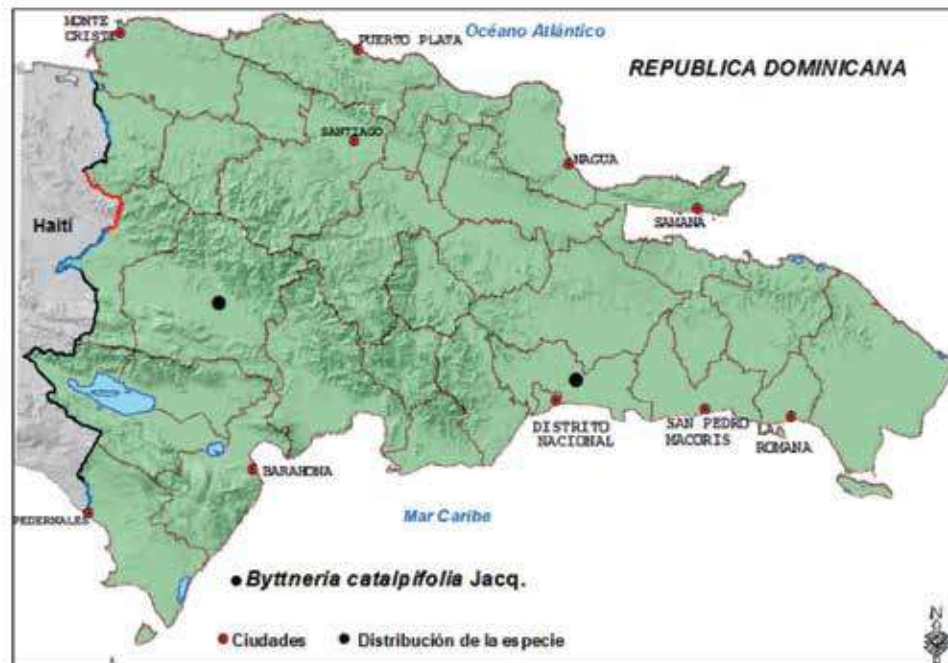 MONTE
CRISTI
PUERTO PLATA
Océano Atlántico
REPUBLICA DOMINICANA
SANTIAGO
NAGUA
SAMANA
Haití
DISTRITO
NACIONAL
SAN PEDRO
MACORIS
LA
ROMANA
BARAHONA
PEDERNALES
Mar Caribe
Byttneria catalpifolia Jacq.
Ciudades
Distribución de la especie
N